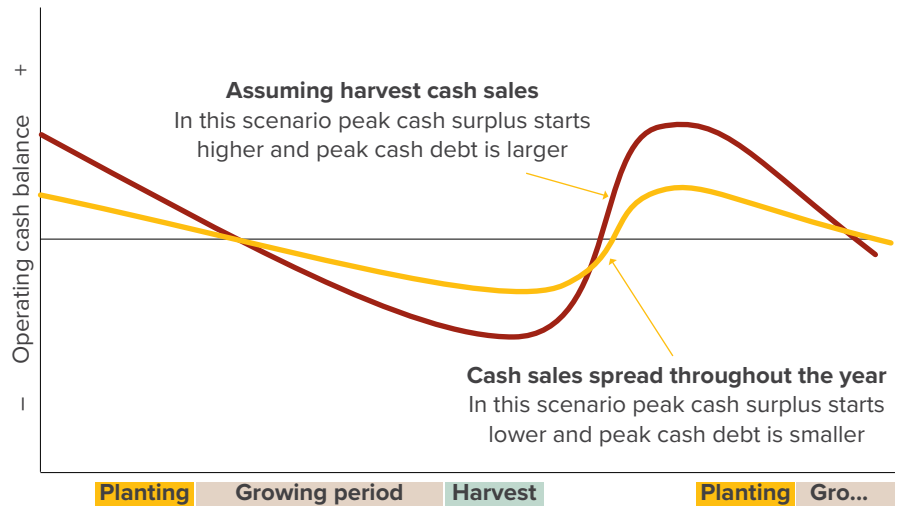 +
Operating cash balance
–
Assuming harvest cash sales
In this scenario peak cash surplus starts
higher and peak cash debt is larger
Cash sales spread throughout the year
In this scenario peak cash surplus starts
lower and peak cash debt is smaller
Planting
Growing period
Harvest
Planting
Gro...